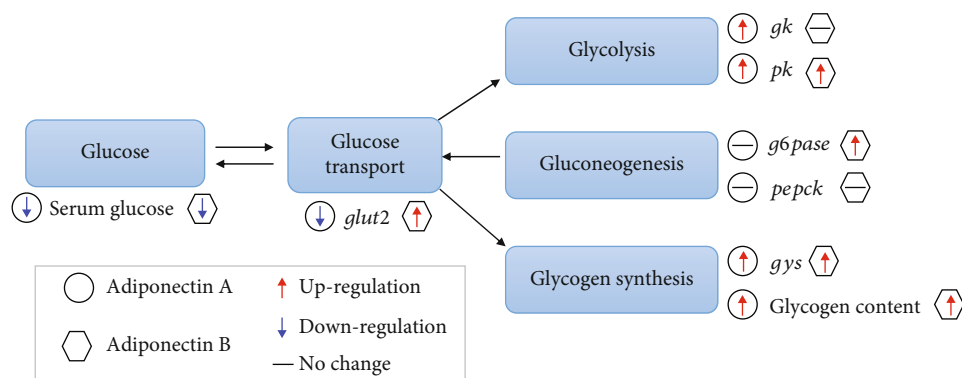 Glycolysis
gk
pk
Glucose
Glucose
transport
Gluconeogenesis
g6pase
pepck
Serum glucose
glut2
Glycogen synthesis
gys
Glycogen content
Adiponectin A
Adiponectin B
Up-regulation
Down-regulation
No change